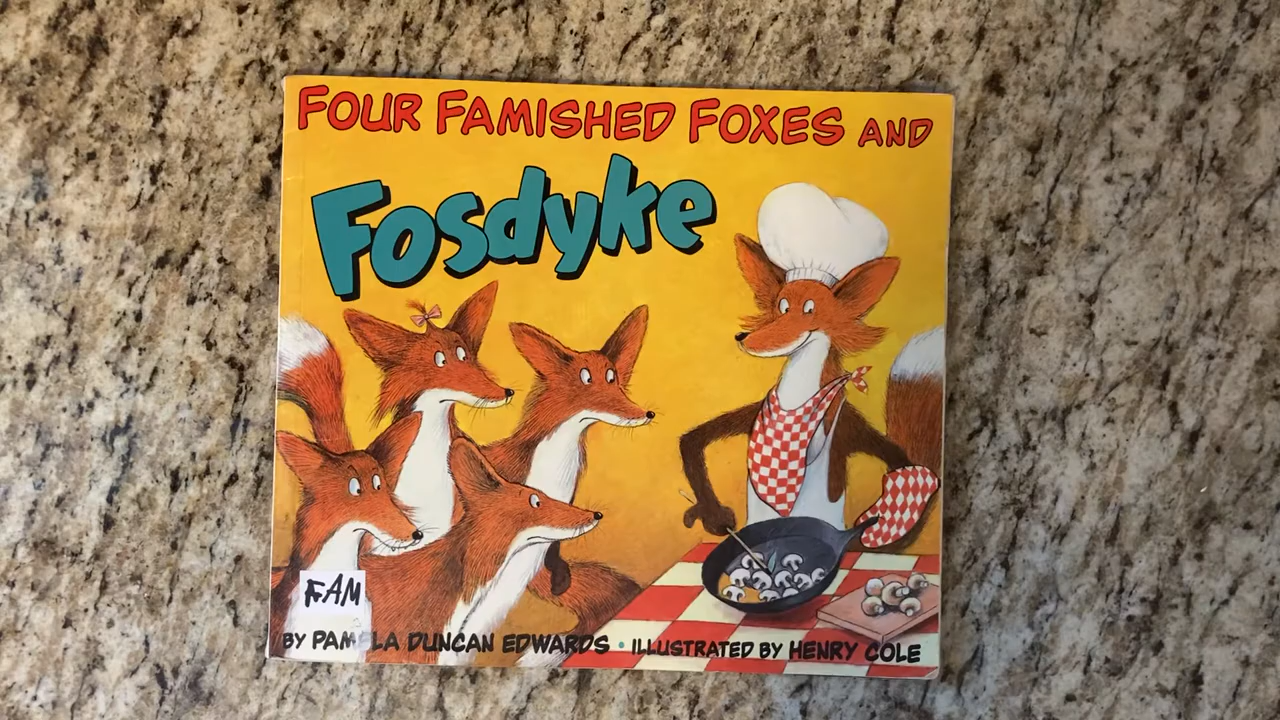 FOUR FAMISHED FOXES AND
Fosdyke
FAM
BY PAMELA DUNCAN EDWARDS • ILLUSTRATED BY HENRY COLE